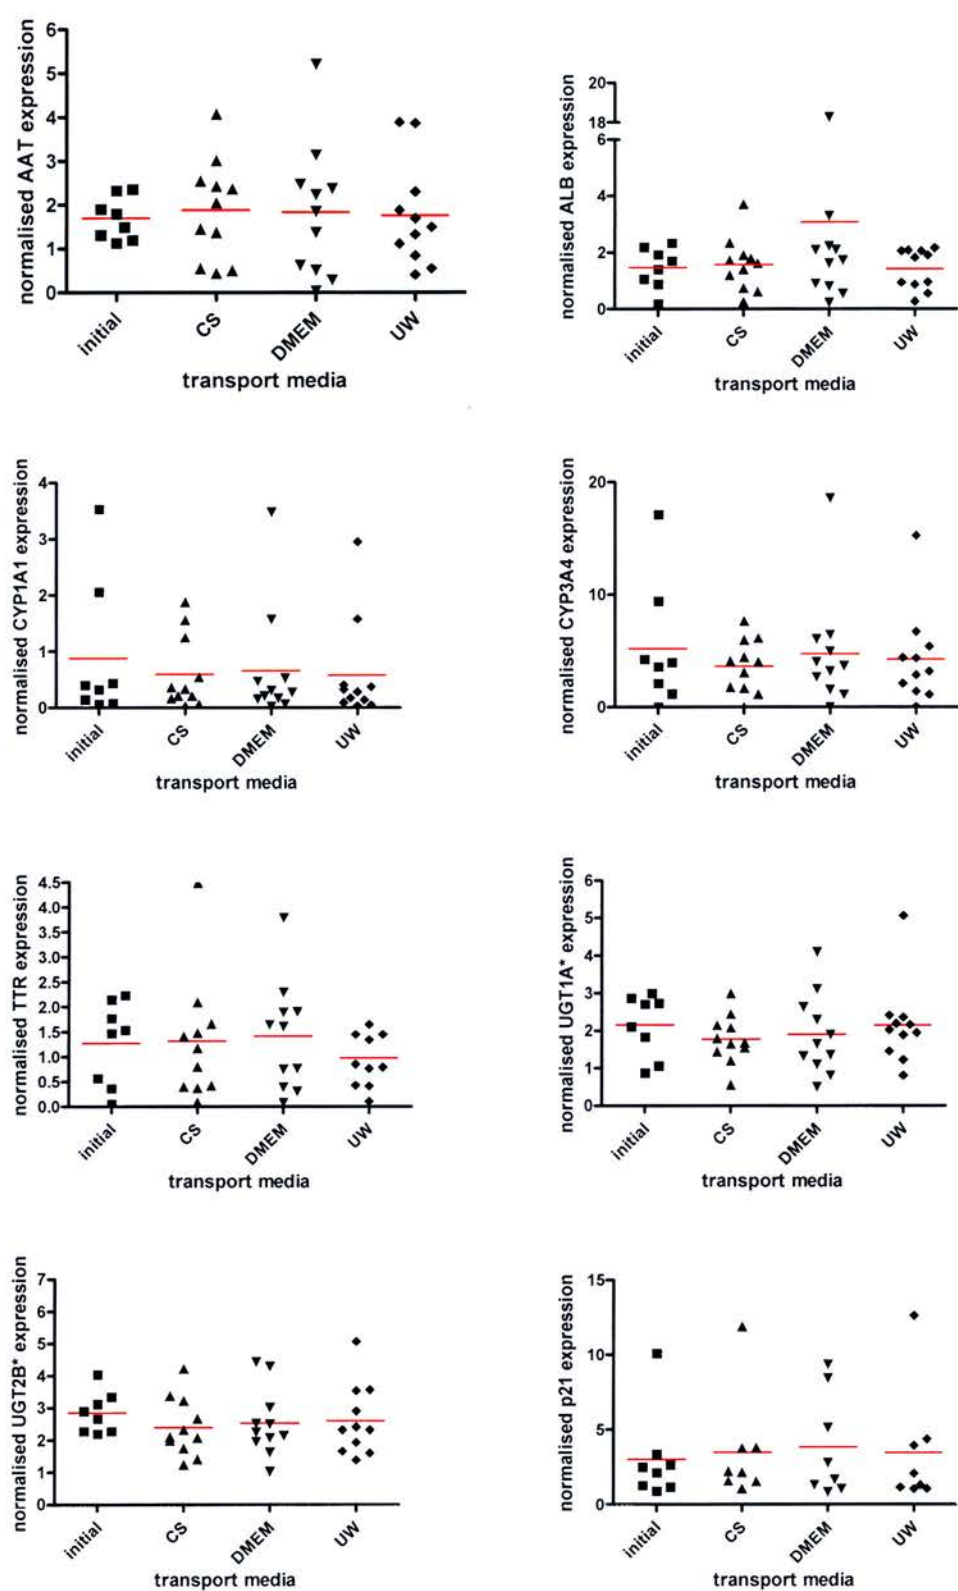 normalised AAT expression
6
5
4
3
2
1
0
initial
CS
DMEM
UW
transport media
normalised ALB expression
20
18
6
4
2
0
initial
CS
DMEM
UW
transport media
normalised CYP1A1 expression
4
3
2
1
0
initial
CS
DMEM
UW
transport media
normalised CYP3A4 expression
20
10
0
initial
CS
DMEM
UW
transport media
normalised TTR expression
4.5
4.0
3.5
3.0
2.5
2.0
1.5
1.0
0.5
0.0
initial
CS
DMEM
UW
transport media
normalised UGT1A* expression
6
5
4
3
2
1
0
initial
CS
DMEM
UW
transport media
normalised UGT2B* expression
7
6
5
4
3
2
1
0
initial
CS
DMEM
UW
transport media
normalised p21 expression
15
10
5
0
initial
CS
DMEM
UW
transport media